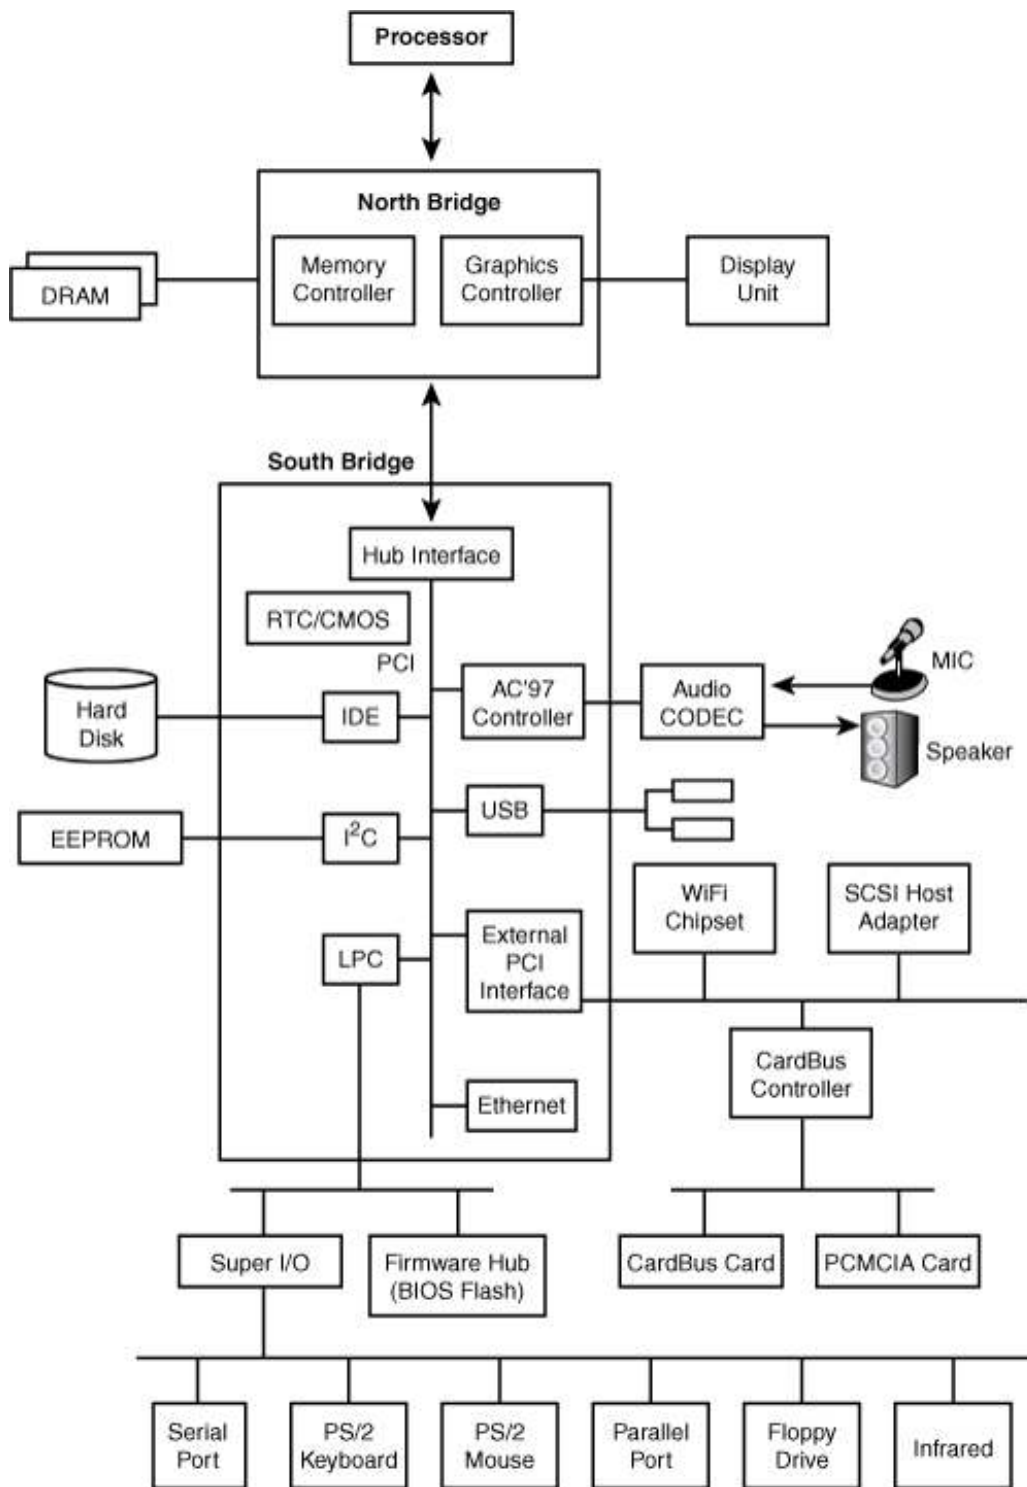 Processor
North Bridge
Memory
Controller
Graphics
Controller
Display
Unit
DRAM
South Bridge
Hub Interface
RTC/CMOS
PCI
Hard
Disk
IDE
AC'97
Controller
Audio
CODEC
MIC
Speaker
EEPROM
I²C
USB
WiFi
Chipset
SCSI Host
Adapter
LPC
External
PCI
Interface
CardBus
Controller
Ethernet
Super I/O
Firmware Hub
(BIOS Flash)
CardBus Card
PCMCIA Card
Serial
Port
PS/2
Keyboard
PS/2
Mouse
Parallel
Port
Floppy
Drive
Infrared